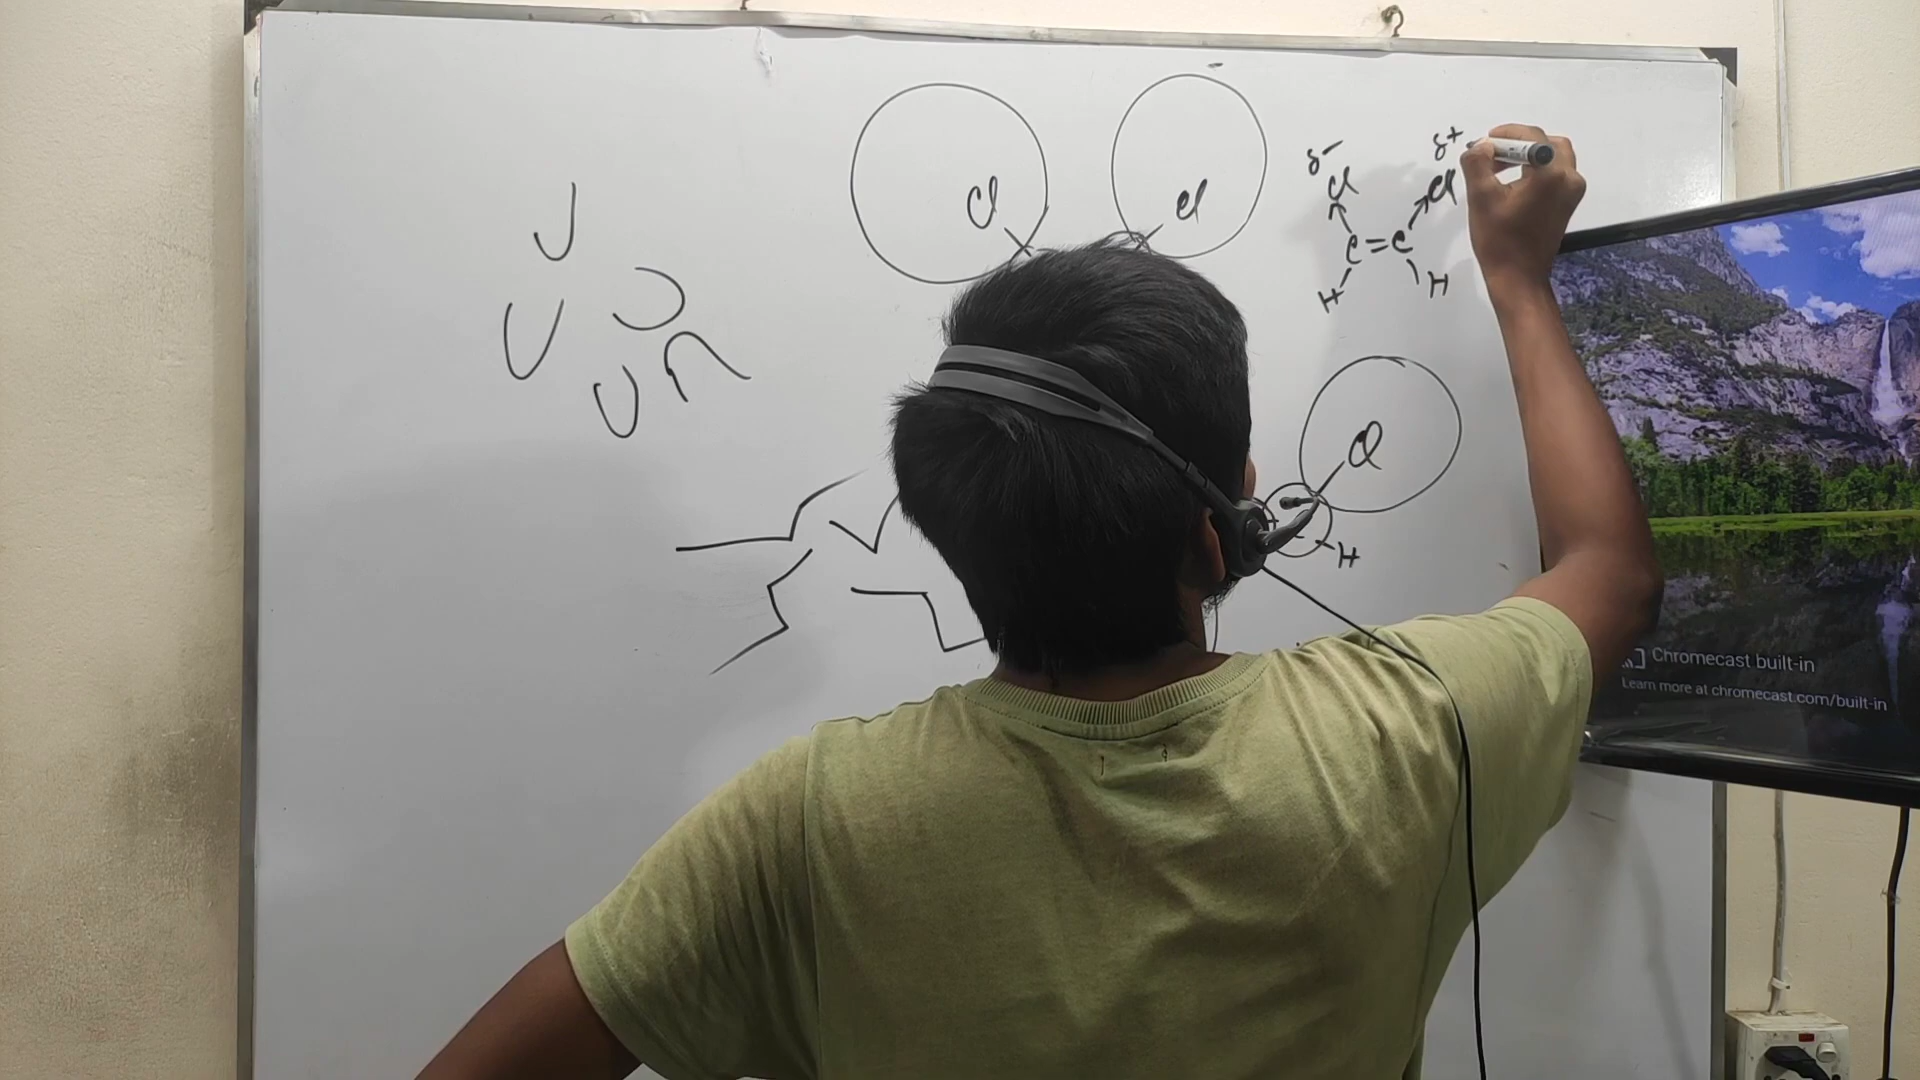 Cl Cl
δ- δ+
Cl Cl
C=C
H H
Cl
H
Chromecast built-in
Learn more at chromecast.com/built-in